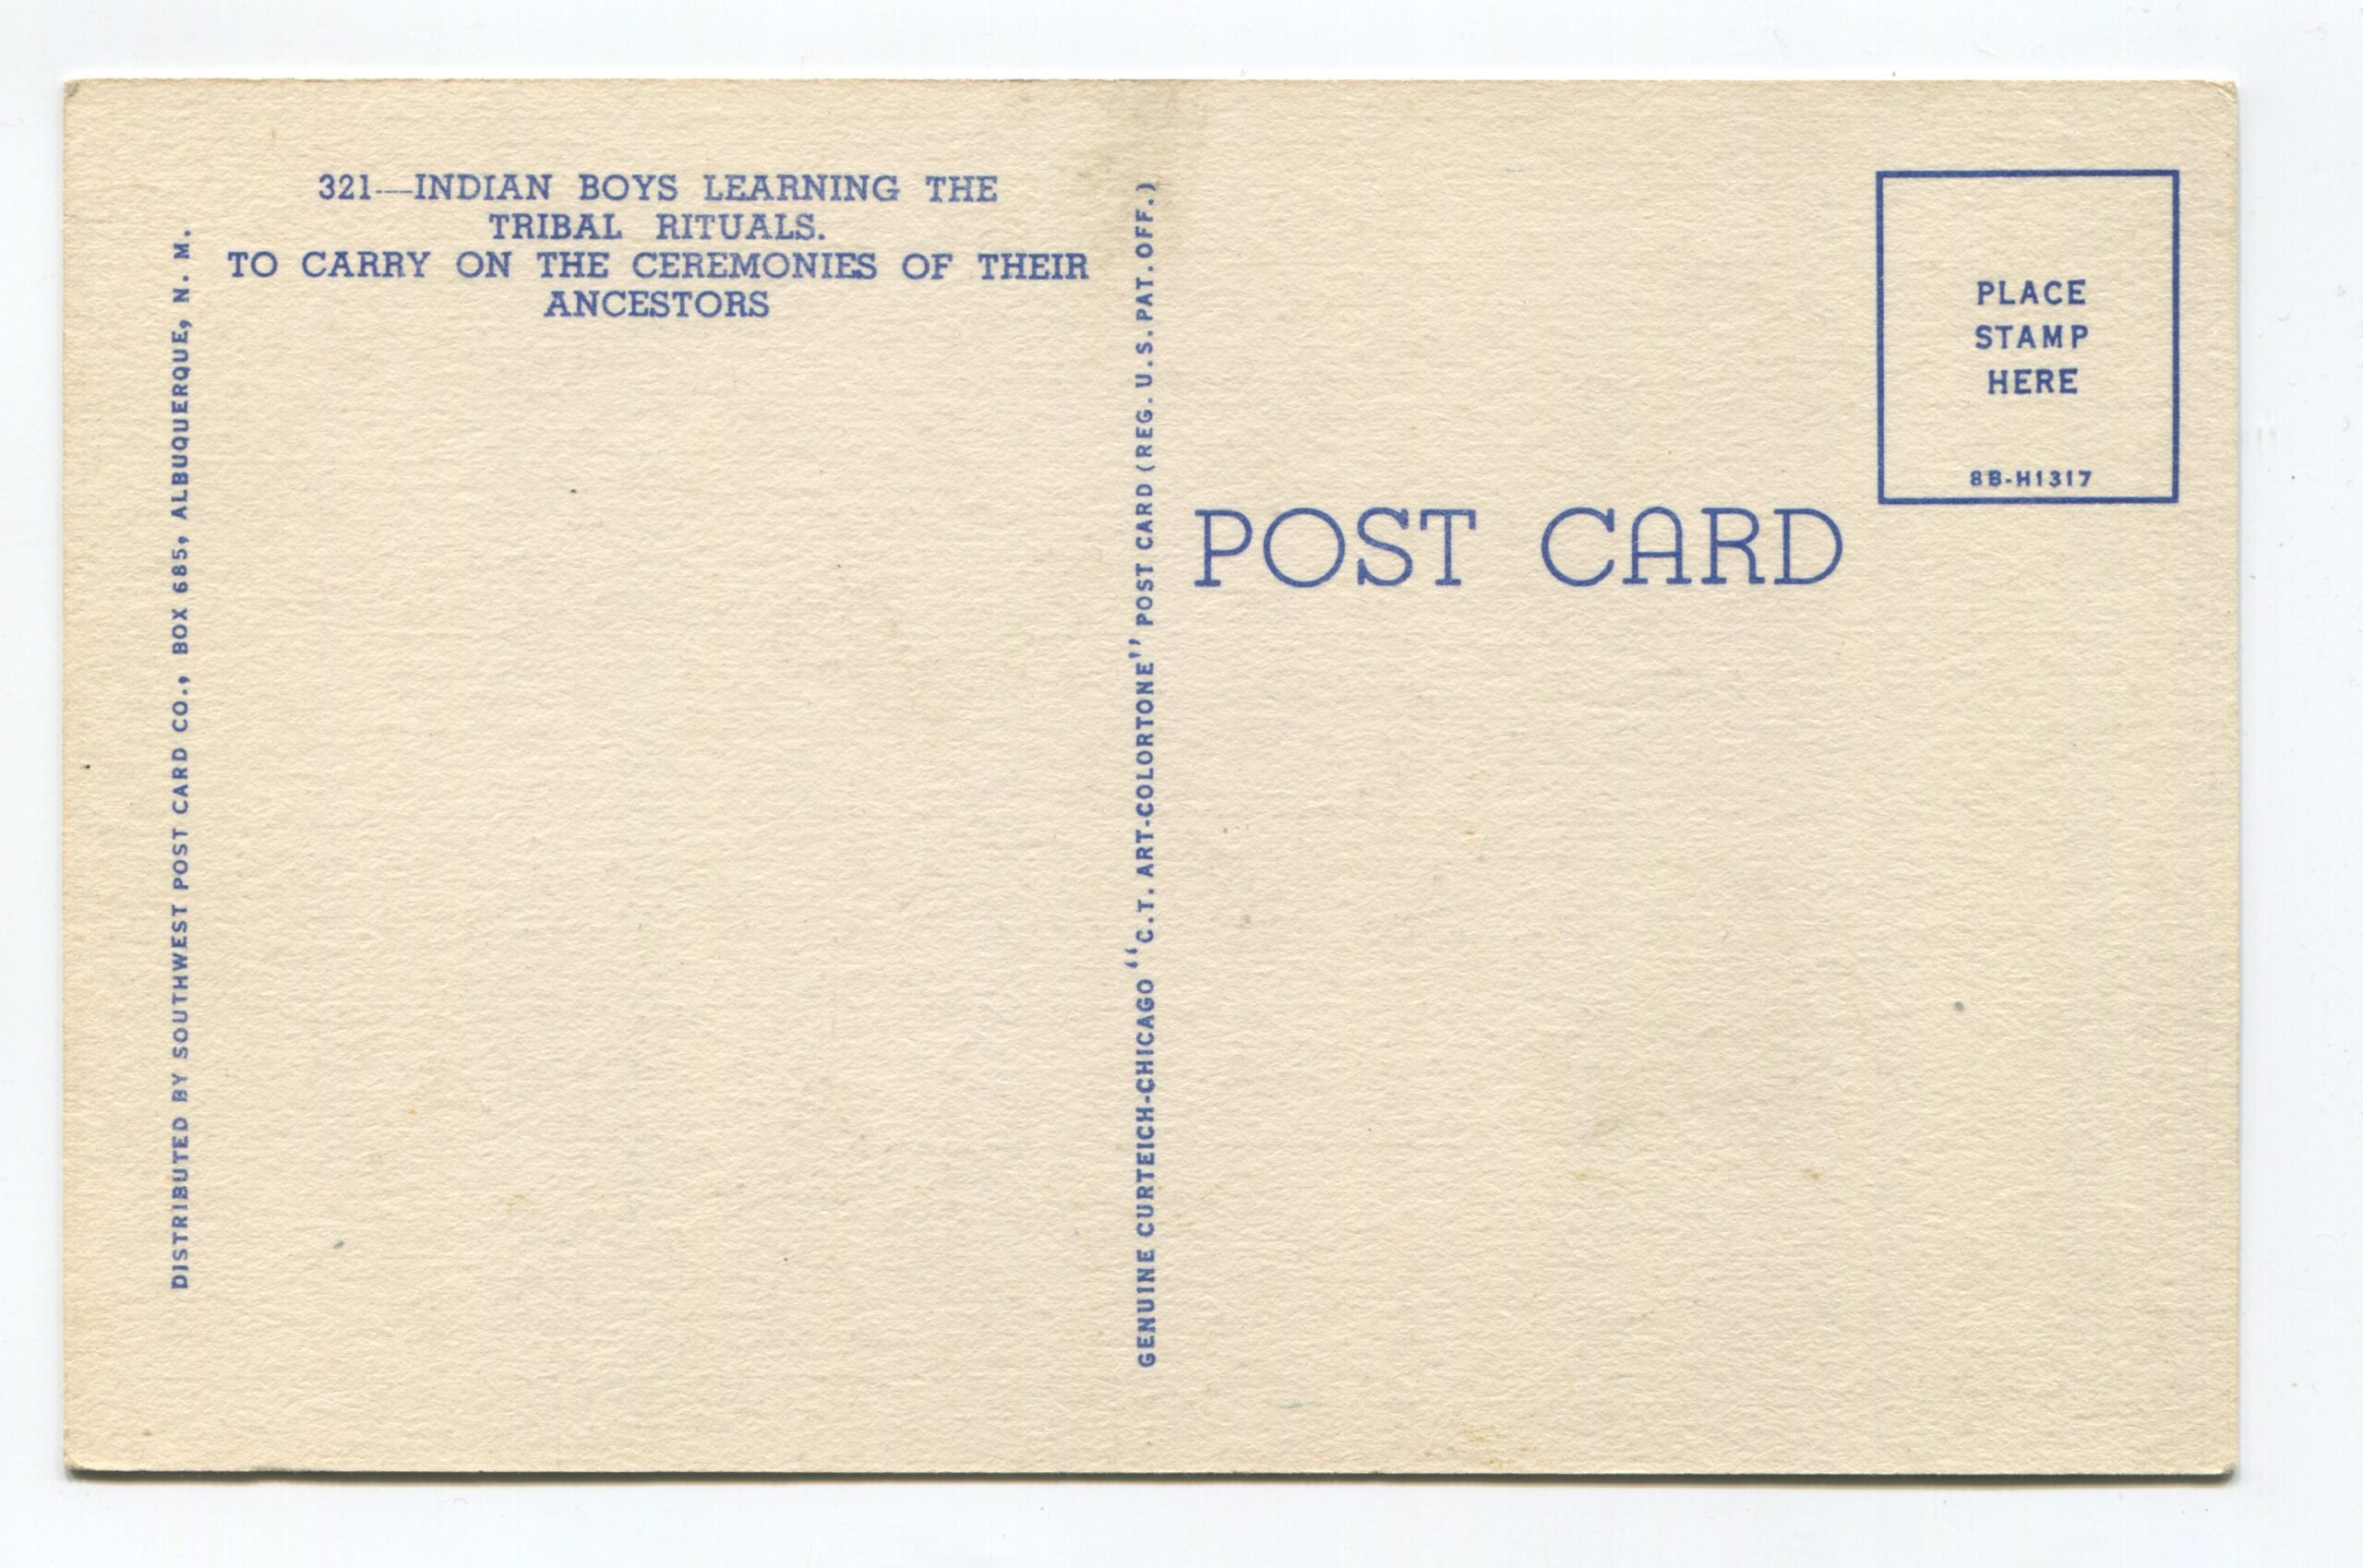 321—INDIAN BOYS LEARNING THE
TRIBAL RITUALS.
TO CARRY ON THE CEREMONIES OF THEIR
ANCESTORS
DISTRIBUTED BY SOUTHWEST POST CARD CO., BOX 685, ALBUQUERQUE, N. M.
GENUINE CURTEICH-CHICAGO "C.T. ART-COLORTONE" POST CARD (REG. U.S. PAT. OFF.)
POST CARD
PLACE
STAMP
HERE
8B-H1317